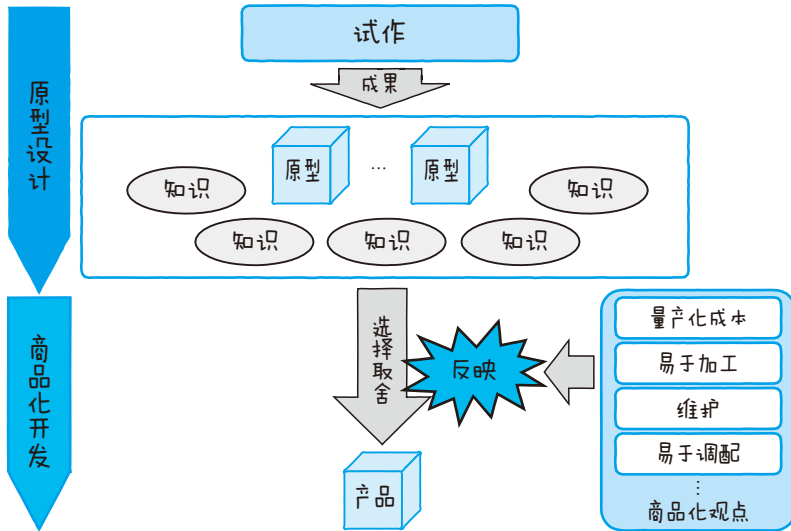 试作
成果
原型设计
原型
…
原型
知识
知识
知识
知识
知识
商品化开发
选择取舍
反映
量产化成本
易于加工
维护
易于调配
⋮
商品化观点
产品